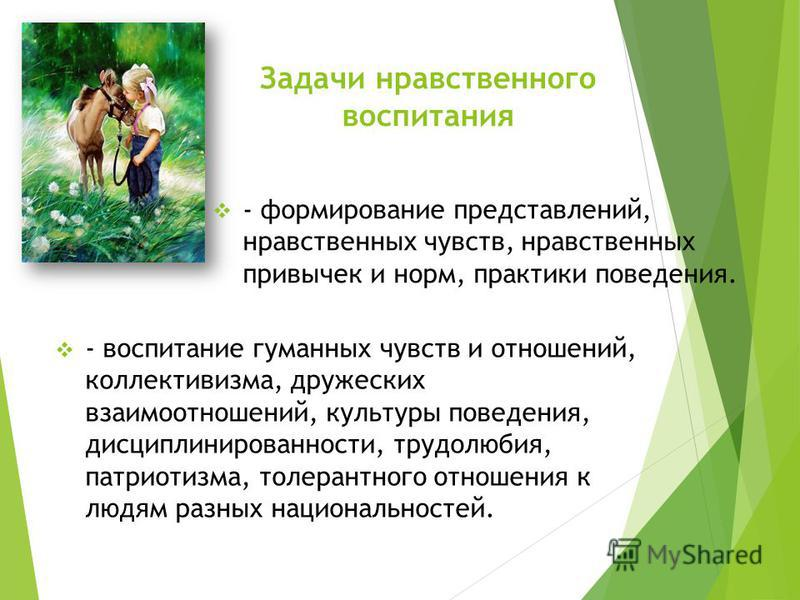 Задачи нравственного
воспитания
- формирование представлений,
нравственных чувств, нравственных
привычек и норм, практики поведения.
- воспитание гуманных чувств и отношений,
коллективизма, дружеских
взаимоотношений, культуры поведения,
дисциплинированности, трудолюбия,
патриотизма, толерантного отношения к
людям разных национальностей.
MyShared